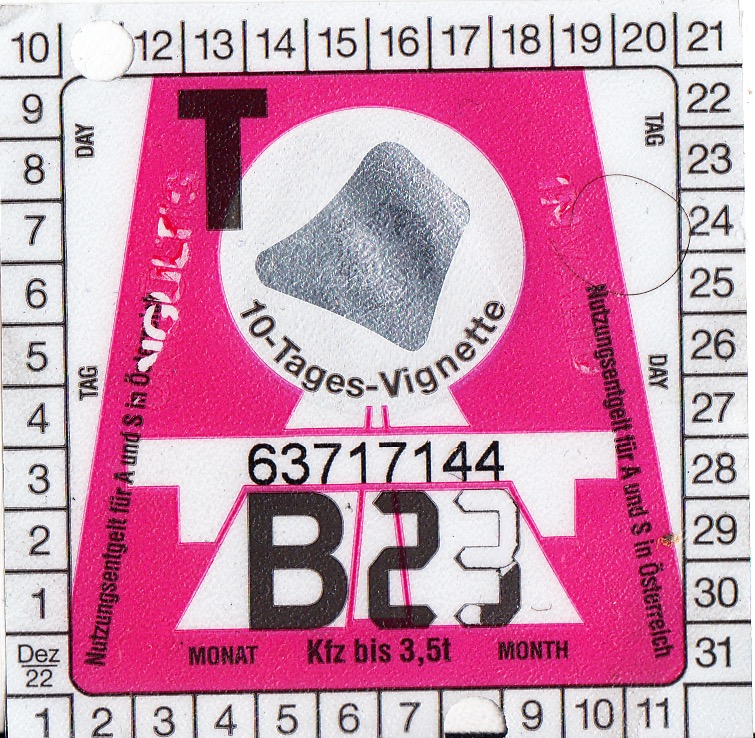 10 12 13 14 15 16 17 18 19 20 21
9 22
8 23
7 24
6 25
5 26
4 27
3 28
2 29
1 30
Dez 22 31
1 2 3 4 5 6 7 9 10 11
DAY
TAG
T
10-Tages-Vignette
TAG
DAY
Nutzungsentgelt für A und S in Österreich
Nutzungsentgelt für A und S in Österreich
63717144
B23
MONAT Kfz bis 3,5t MONTH